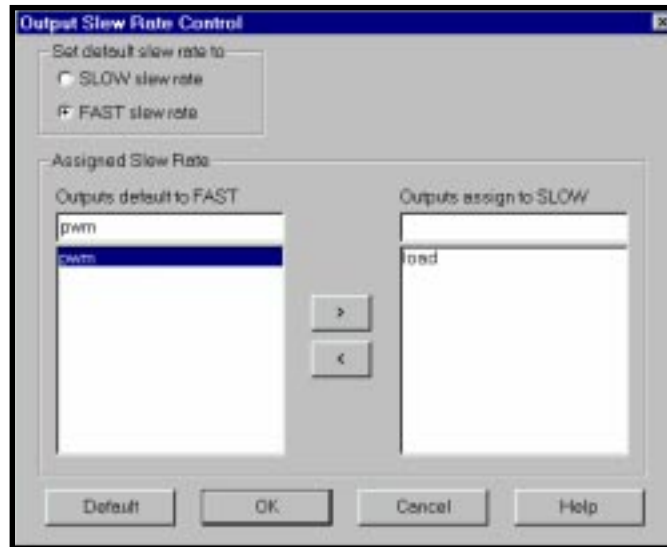 Output Slew Rate Control
Set default slew rate to
SLOW slew rate
FAST slew rate
Assigned Slew Rate
Outputs default to FAST
Outputs assign to SLOW
pwm
pwm
load
>
<
Default
OK
Cancel
Help